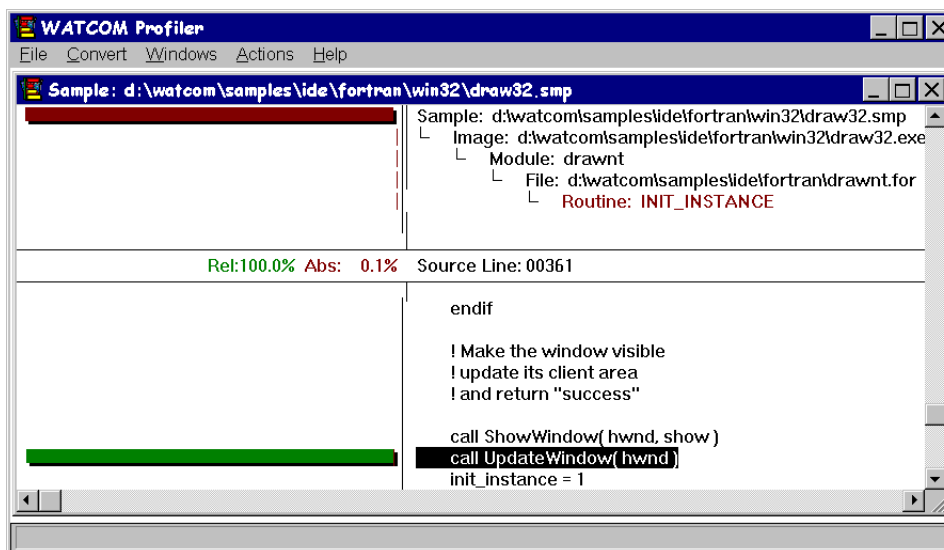 WATCOM Profiler
File Convert Windows Actions Help
Sample: d:\watcom\samples\ide\fortran\win32\draw32.smp
Sample: d:\watcom\samples\ide\fortran\win32\draw32.smp
Image: d:\watcom\samples\ide\fortran\win32\draw32.exe
Module: drawnt
File: d:\watcom\samples\ide\fortran\drawnt.for
Routine: INIT_INSTANCE
Rel:100.0% Abs: 0.1% Source Line: 00361
endif
! Make the window visible
! update its client area
! and return "success"
call ShowWindow( hwnd, show )
call UpdateWindow( hwnd )
init_instance = 1